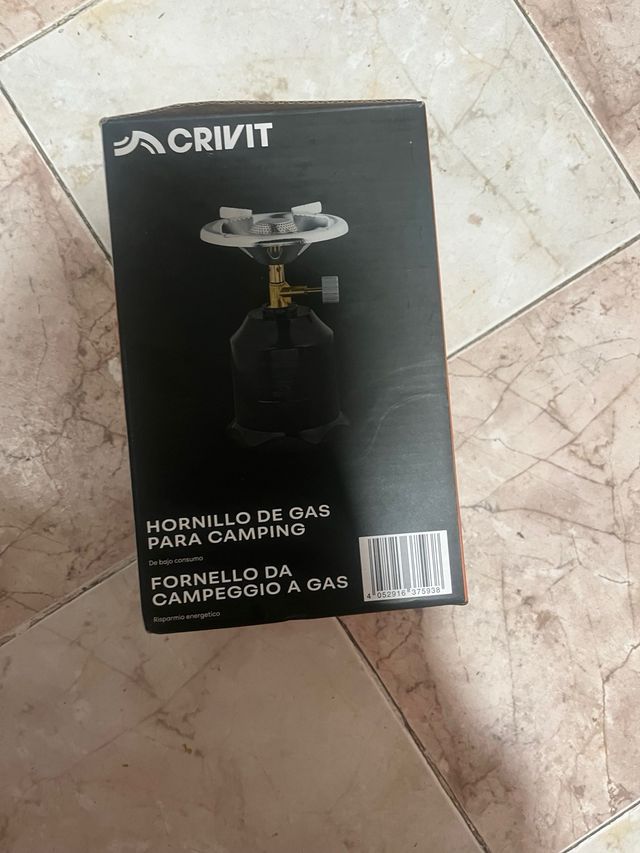 CRIVIT
HORNILLO DE GAS
PARA CAMPING
De bajo consumo
FORNELLO DA
CAMPEGGIO A GAS
Risparmio energetico
4 052916 375938